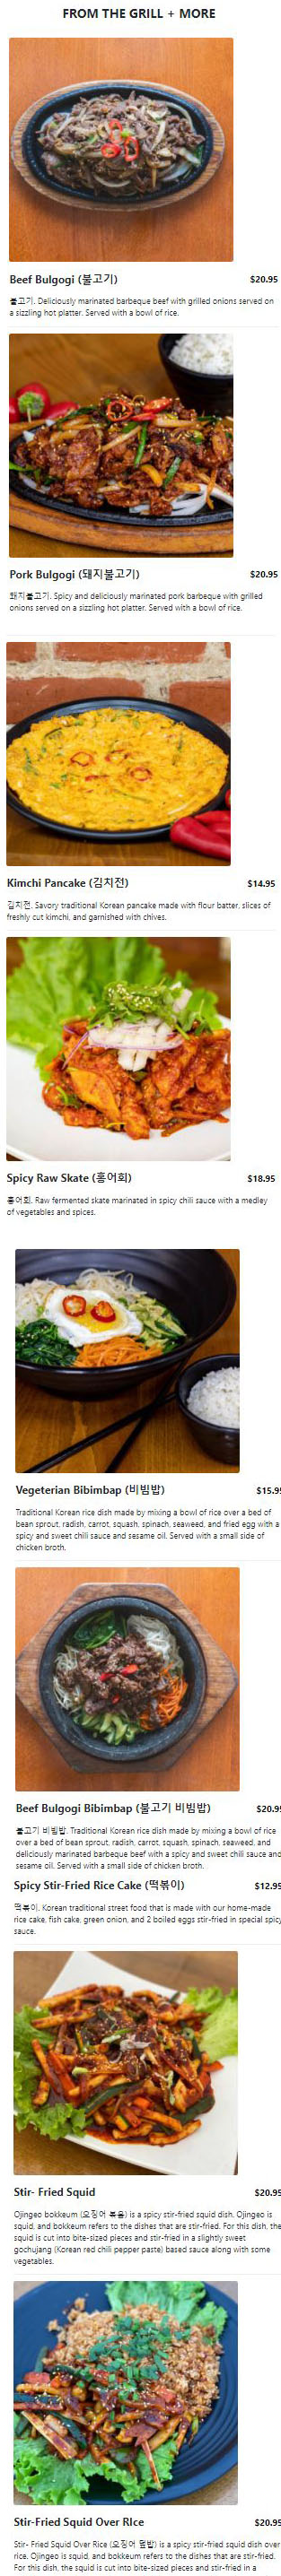 FROM THE GRILL + MORE
Beef Bulgogi (불고기)
$20.95
불고기. Deliciously marinated barbeque beef with grilled onions served on
a sizzling hot platter. Served with a bowl of rice.
Pork Bulgogi (돼지불고기)
$20.95
돼지불고기. Spicy and deliciously marinated pork barbeque with grilled
onions served on a sizzling hot platter. Served with a bowl of rice.
Kimchi Pancake (김치전)
$14.95
김치전. Savory traditional Korean pancake made with flour batter, slices of
freshly cut kimchi, and garnished with chives.
Spicy Raw Skate (홍어회)
$18.95
홍어회. Raw fermented skate marinated in spicy chili sauce with a medley
of vegetables and spices.
Vegeterian Bibimbap (비빔밥)
$15.95
Traditional Korean rice dish made by mixing a bowl of rice over a bed of
bean sprout, radish, carrot, squash, spinach, seaweed, and fried egg with a
spicy and sweet chili sauce and sesame oil. Served with a small side of
chicken broth.
Beef Bulgogi Bibimbap (불고기 비빔밥)
$20.95
불고기 비빔밥. Traditional Korean rice dish made by mixing a bowl of rice
over a bed of bean sprout, radish, carrot, squash, spinach, seaweed, and
deliciously marinated barbeque beef with a spicy and sweet chili sauce and
sesame oil. Served with a small side of chicken broth.
Spicy Stir-Fried Rice Cake (떡볶이)
$12.95
떡볶이. Korean traditional street food that is made with our home-made
rice cake, fish cake, green onion, and 2 boiled eggs stir-fried in special spicy
sauce.
Stir- Fried Squid
$20.95
Ojingeo bokkeum (오징어 볶음) is a spicy stir-fried squid dish. Ojingeo is
squid, and bokkeum refers to the dishes that are stir-fried. For this dish, the
squid is cut into bite-sized pieces and stir-fried in a slightly sweet
gochujang (Korean red chili pepper paste) based sauce along with some
vegetables.
Stir-Fried Squid Over RIce
$20.95
Stir- Fried Squid Over Rice (오징어 덮밥) is a spicy stir-fried squid dish over
rice. Ojingeo is squid, and bokkeum refers to the dishes that are stir-fried.
For this dish, the squid is cut into bite-sized pieces and stir-fried in a